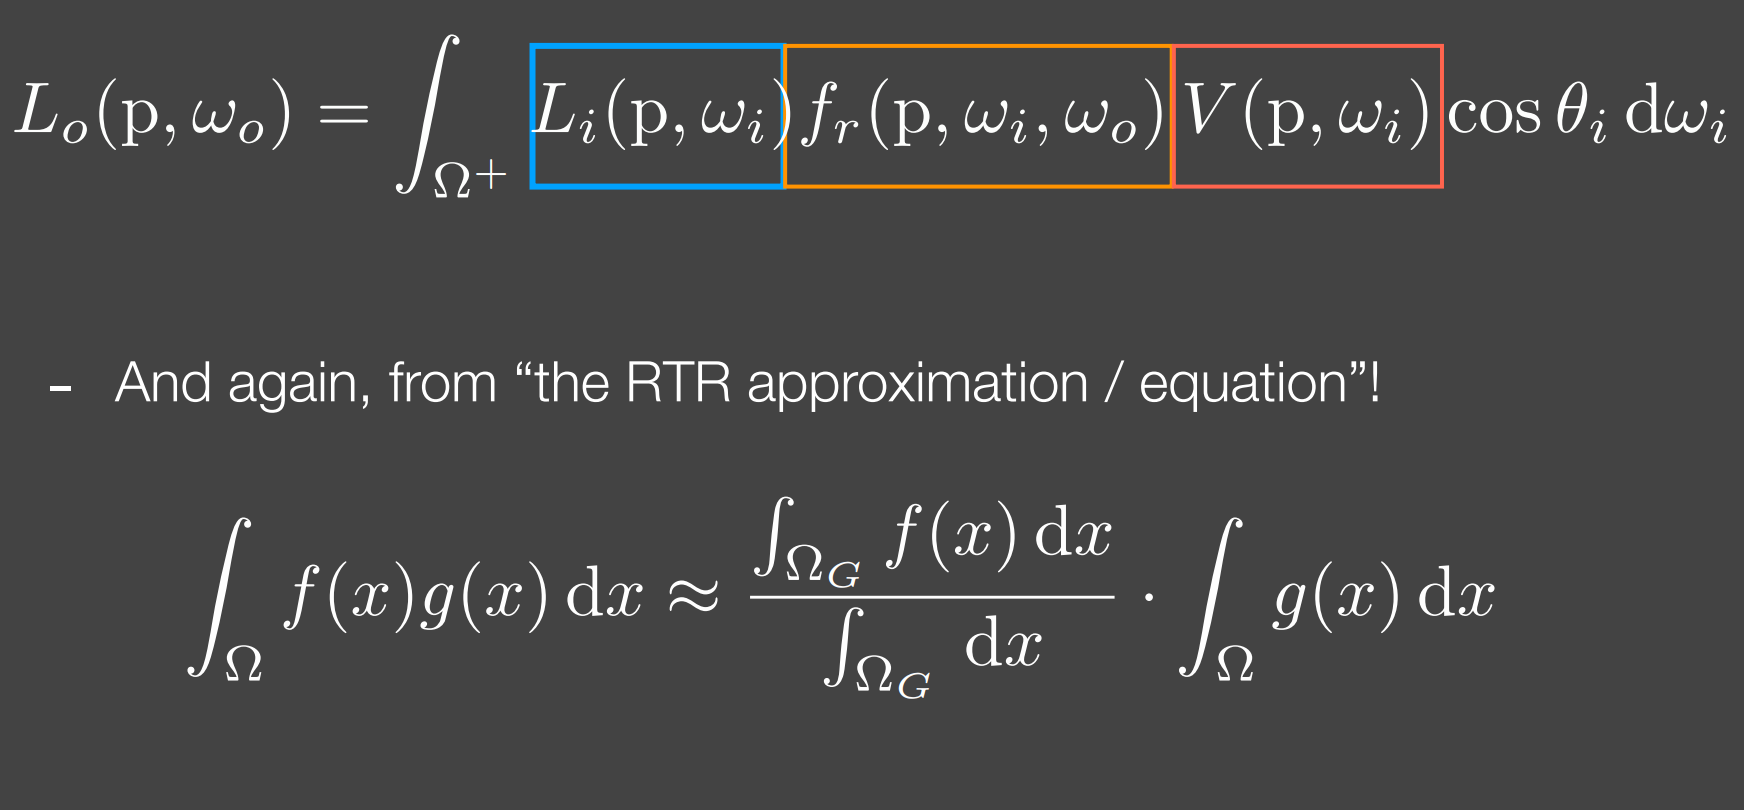 L_o(p, ω_o) = ∫_{Ω⁺} L_i(p, ω_i) f_r(p, ω_i, ω_o) V(p, ω_i) cos θ_i dω_i
- And again, from “the RTR approximation / equation”!
∫_Ω f(x)g(x) dx ≈ \frac{∫_{Ω_G} f(x) dx}{∫_{Ω_G} dx} · ∫_Ω g(x) dx